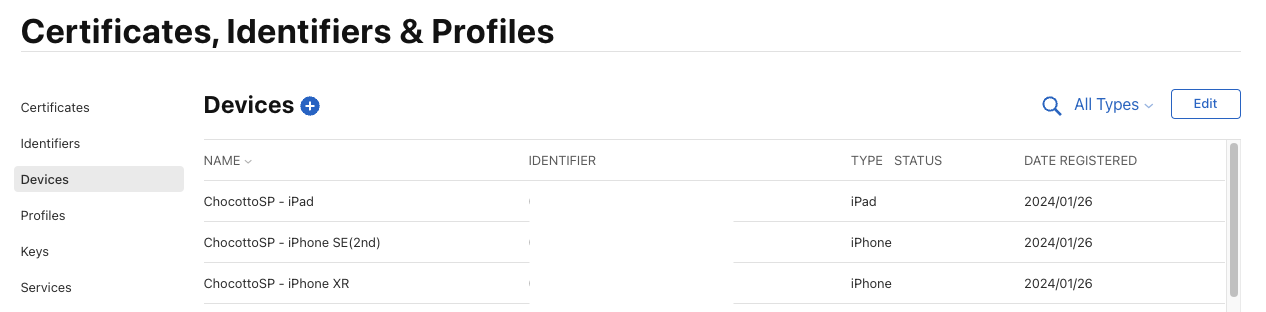 Certificates, Identifiers & Profiles
Certificates
Identifiers
Devices
Profiles
Keys
Services
Devices
All Types
Edit
NAME IDENTIFIER TYPE STATUS DATE REGISTERED
ChocottoSP - iPad iPad 2024/01/26
ChocottoSP - iPhone SE(2nd) iPhone 2024/01/26
ChocottoSP - iPhone XR iPhone 2024/01/26